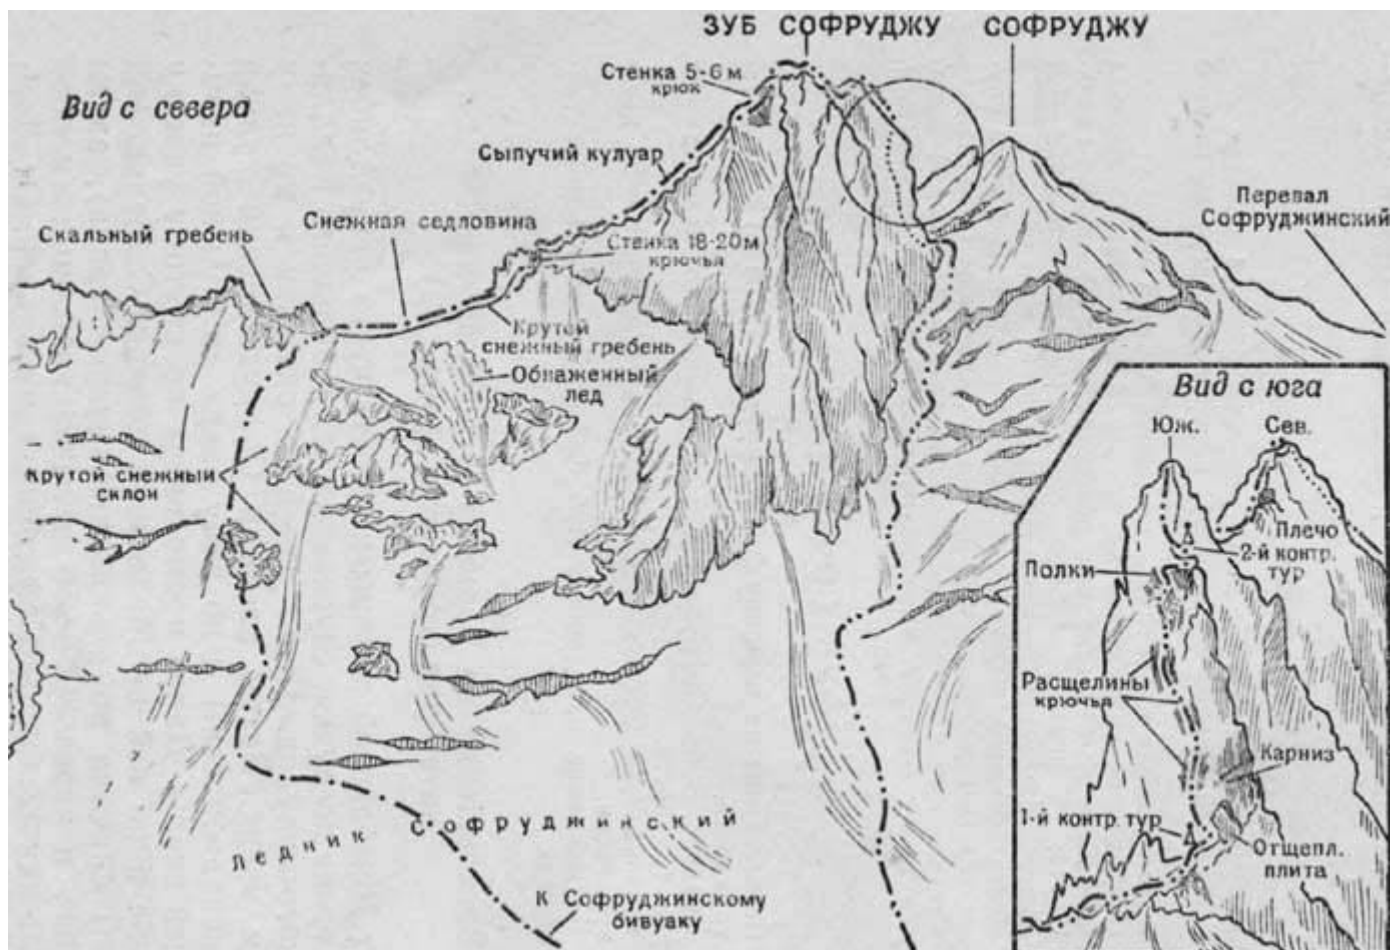 ЗУБ СОФРУДЖУ
СОФРУДЖУ
Вид с севера
Стенка 5-6 м
крюк
Сыпучий кулуар
Перевал
Софруджинский
Скальный гребень
Снежная седловина
Стенка 18-20м
крючья
Крутой
снежный гребень
Обнаженный
лед
Крутой снежный
склон
Ледник Софруджинский
К Софруджинскому
бивуаку
Вид с юга
Юж.
Сев.
Плечо
2-й контр.
тур
Полки
Расщелины
крючья
Карниз
1-й контр. тур
Отщепл.
плита